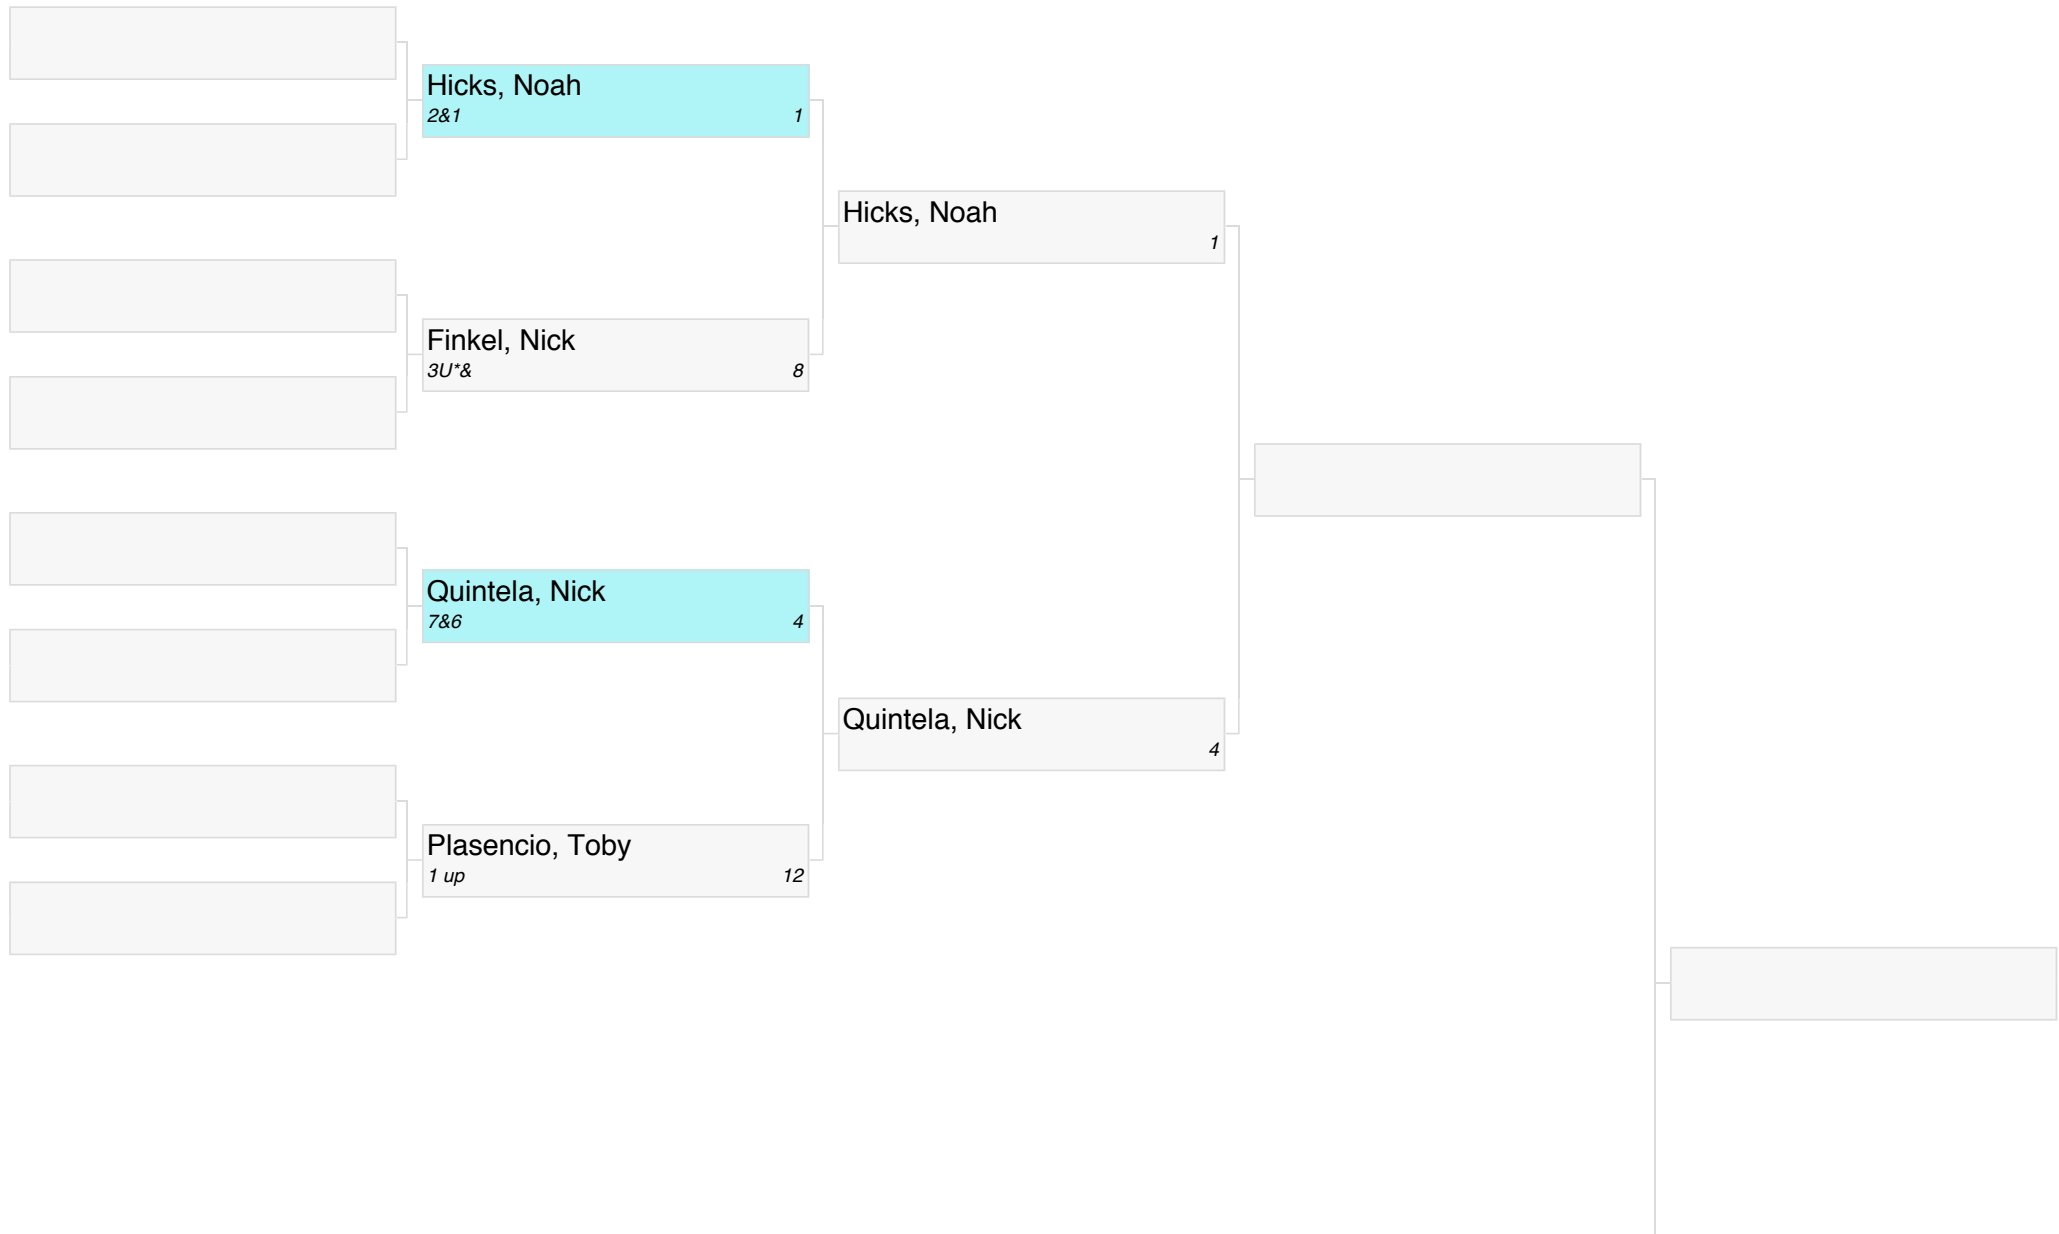 Hicks, Noah
2&1 1
Hicks, Noah
1
Finkel, Nick
3U*& 8
Quintela, Nick
7&6 4
Quintela, Nick
4
Plasencio, Toby
1 up 12